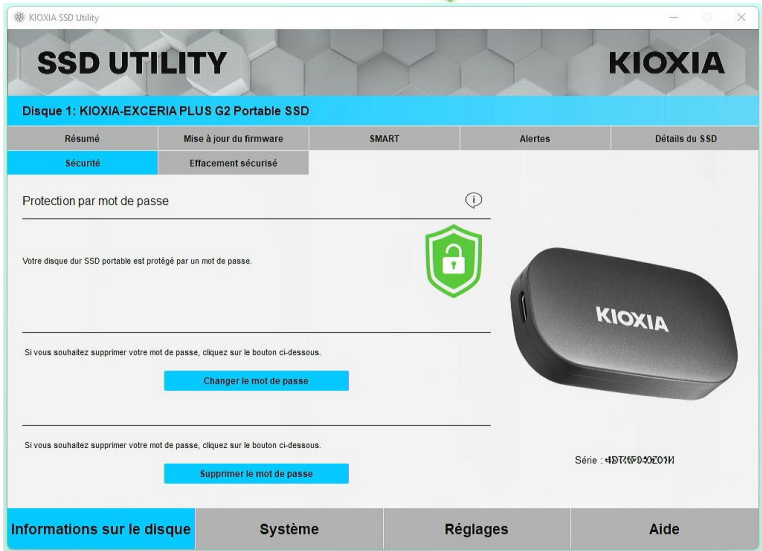 KIOXIA SSD Utility
SSD UTILITY
KIOXIA
Disque 1: KIOXIA-EXCERIA PLUS G2 Portable SSD
Résumé Mise à jour du firmware SMART Alertes Détails du SSD
Sécurité Effacement sécurisé
Protection par mot de passe
Votre disque dur SSD portable est protégé par un mot de passe.
KIOXIA
Si vous souhaitez supprimer votre mot de passe, cliquez sur le bouton ci-dessous.
Changer le mot de passe
Si vous souhaitez supprimer votre mot de passe, cliquez sur le bouton ci-dessous.
Série :
Supprimer le mot de passe
Informations sur le disque Système Réglages Aide